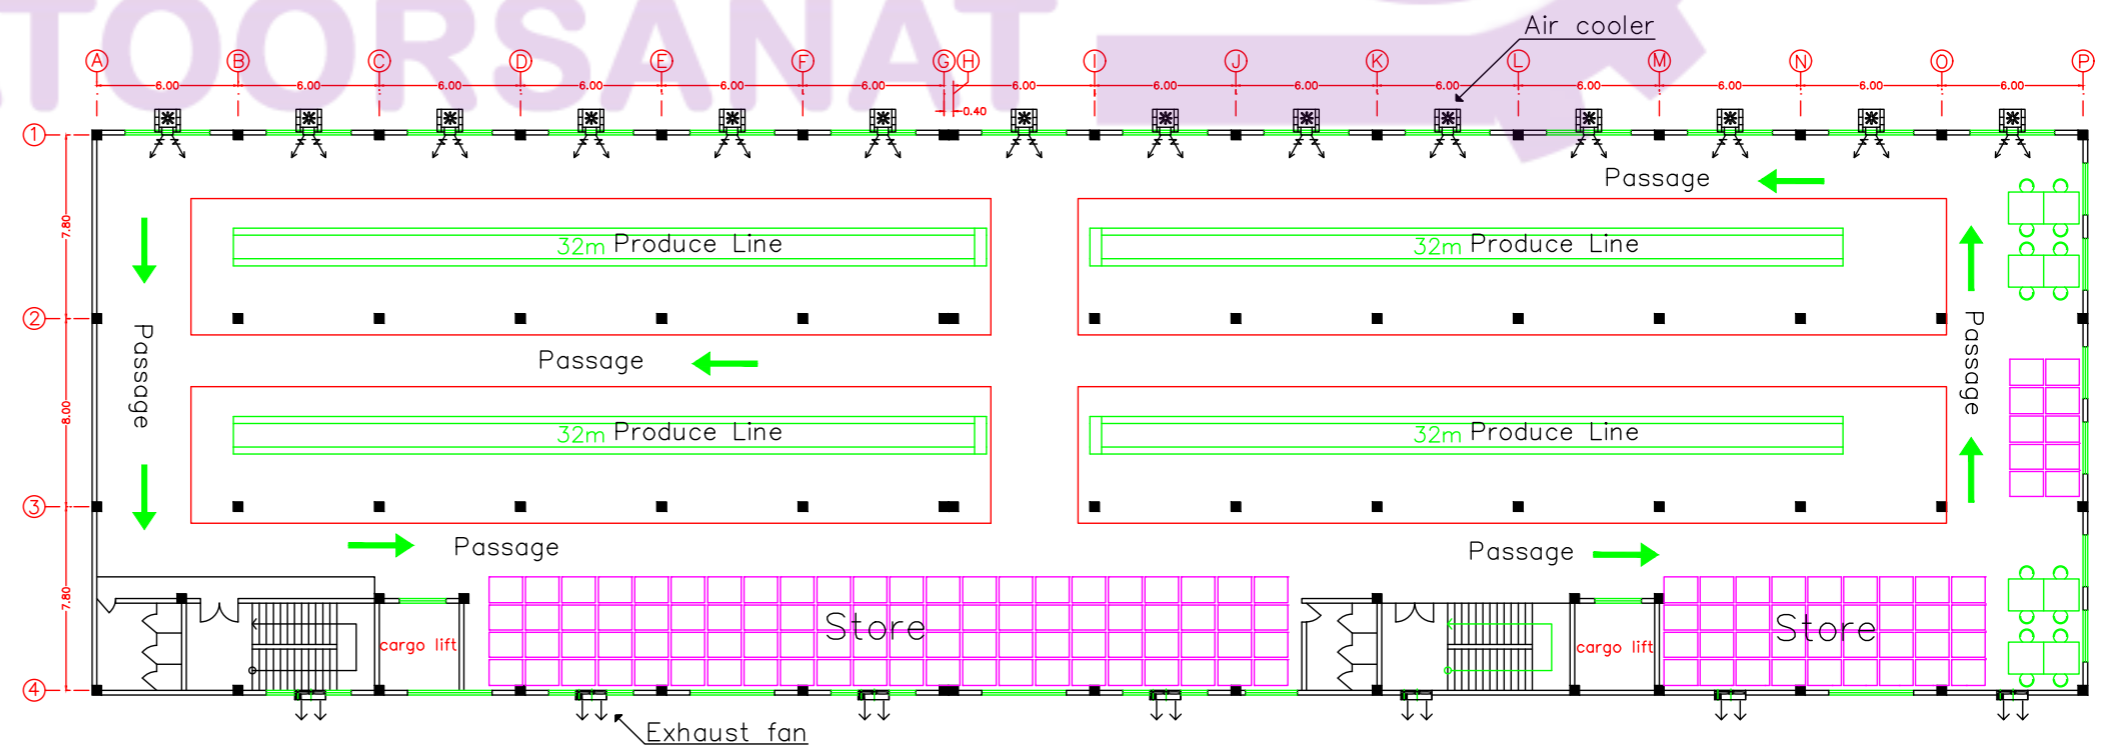 TOORSANAT
Air cooler
A B C D E F G H I J K L M N O P
6.00 6.00 6.00 6.00 6.00 6.00 6.00 6.00 6.00 6.00 6.00 6.00 6.00 6.00
0.40
1
Passage
7.80
32m Produce Line
32m Produce Line
2
Passage
Passage
Passage
8.00
32m Produce Line
32m Produce Line
3
Passage
Passage
7.80
Store
Store
cargo lift
cargo lift
4
Exhaust fan